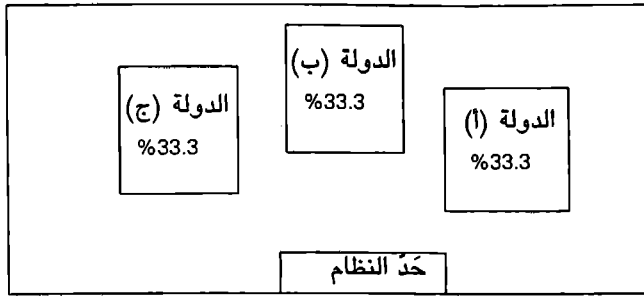 الدولة (أ)
%33.3
الدولة (ب)
%33.3
الدولة (ج)
%33.3
حَدّ النظام